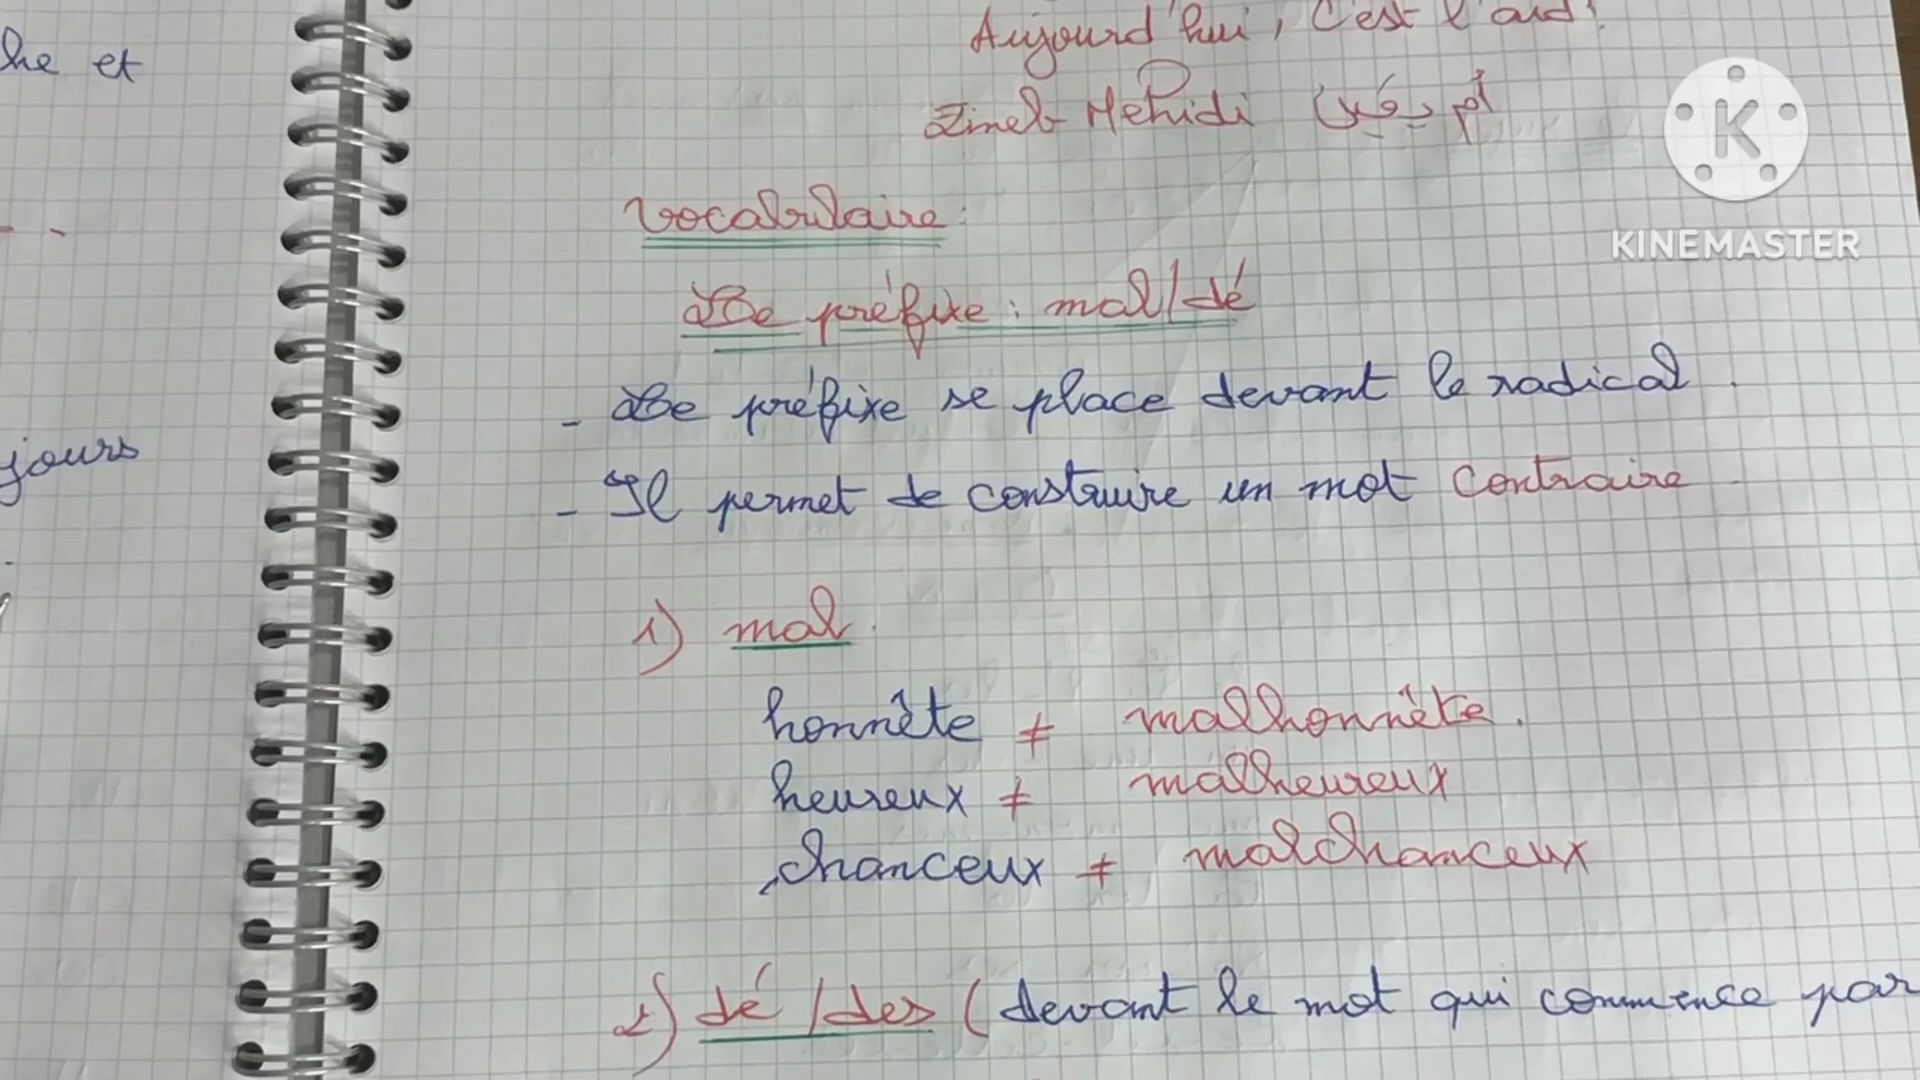 he et
jours
Aujourd'hui, c'est l'oud
Zineb Mehidi أم يقين
KINEMASTER
Vocabulaire
Le préfixe : mal/dé
- Le préfixe se place devant le radical.
- Il permet de construire un mot contraire
1) mal.
honnête ≠ malhonnête.
heureux ≠ malheureux
chanceux ≠ malchanceux
2) dé/des (devant le mot qui commence par